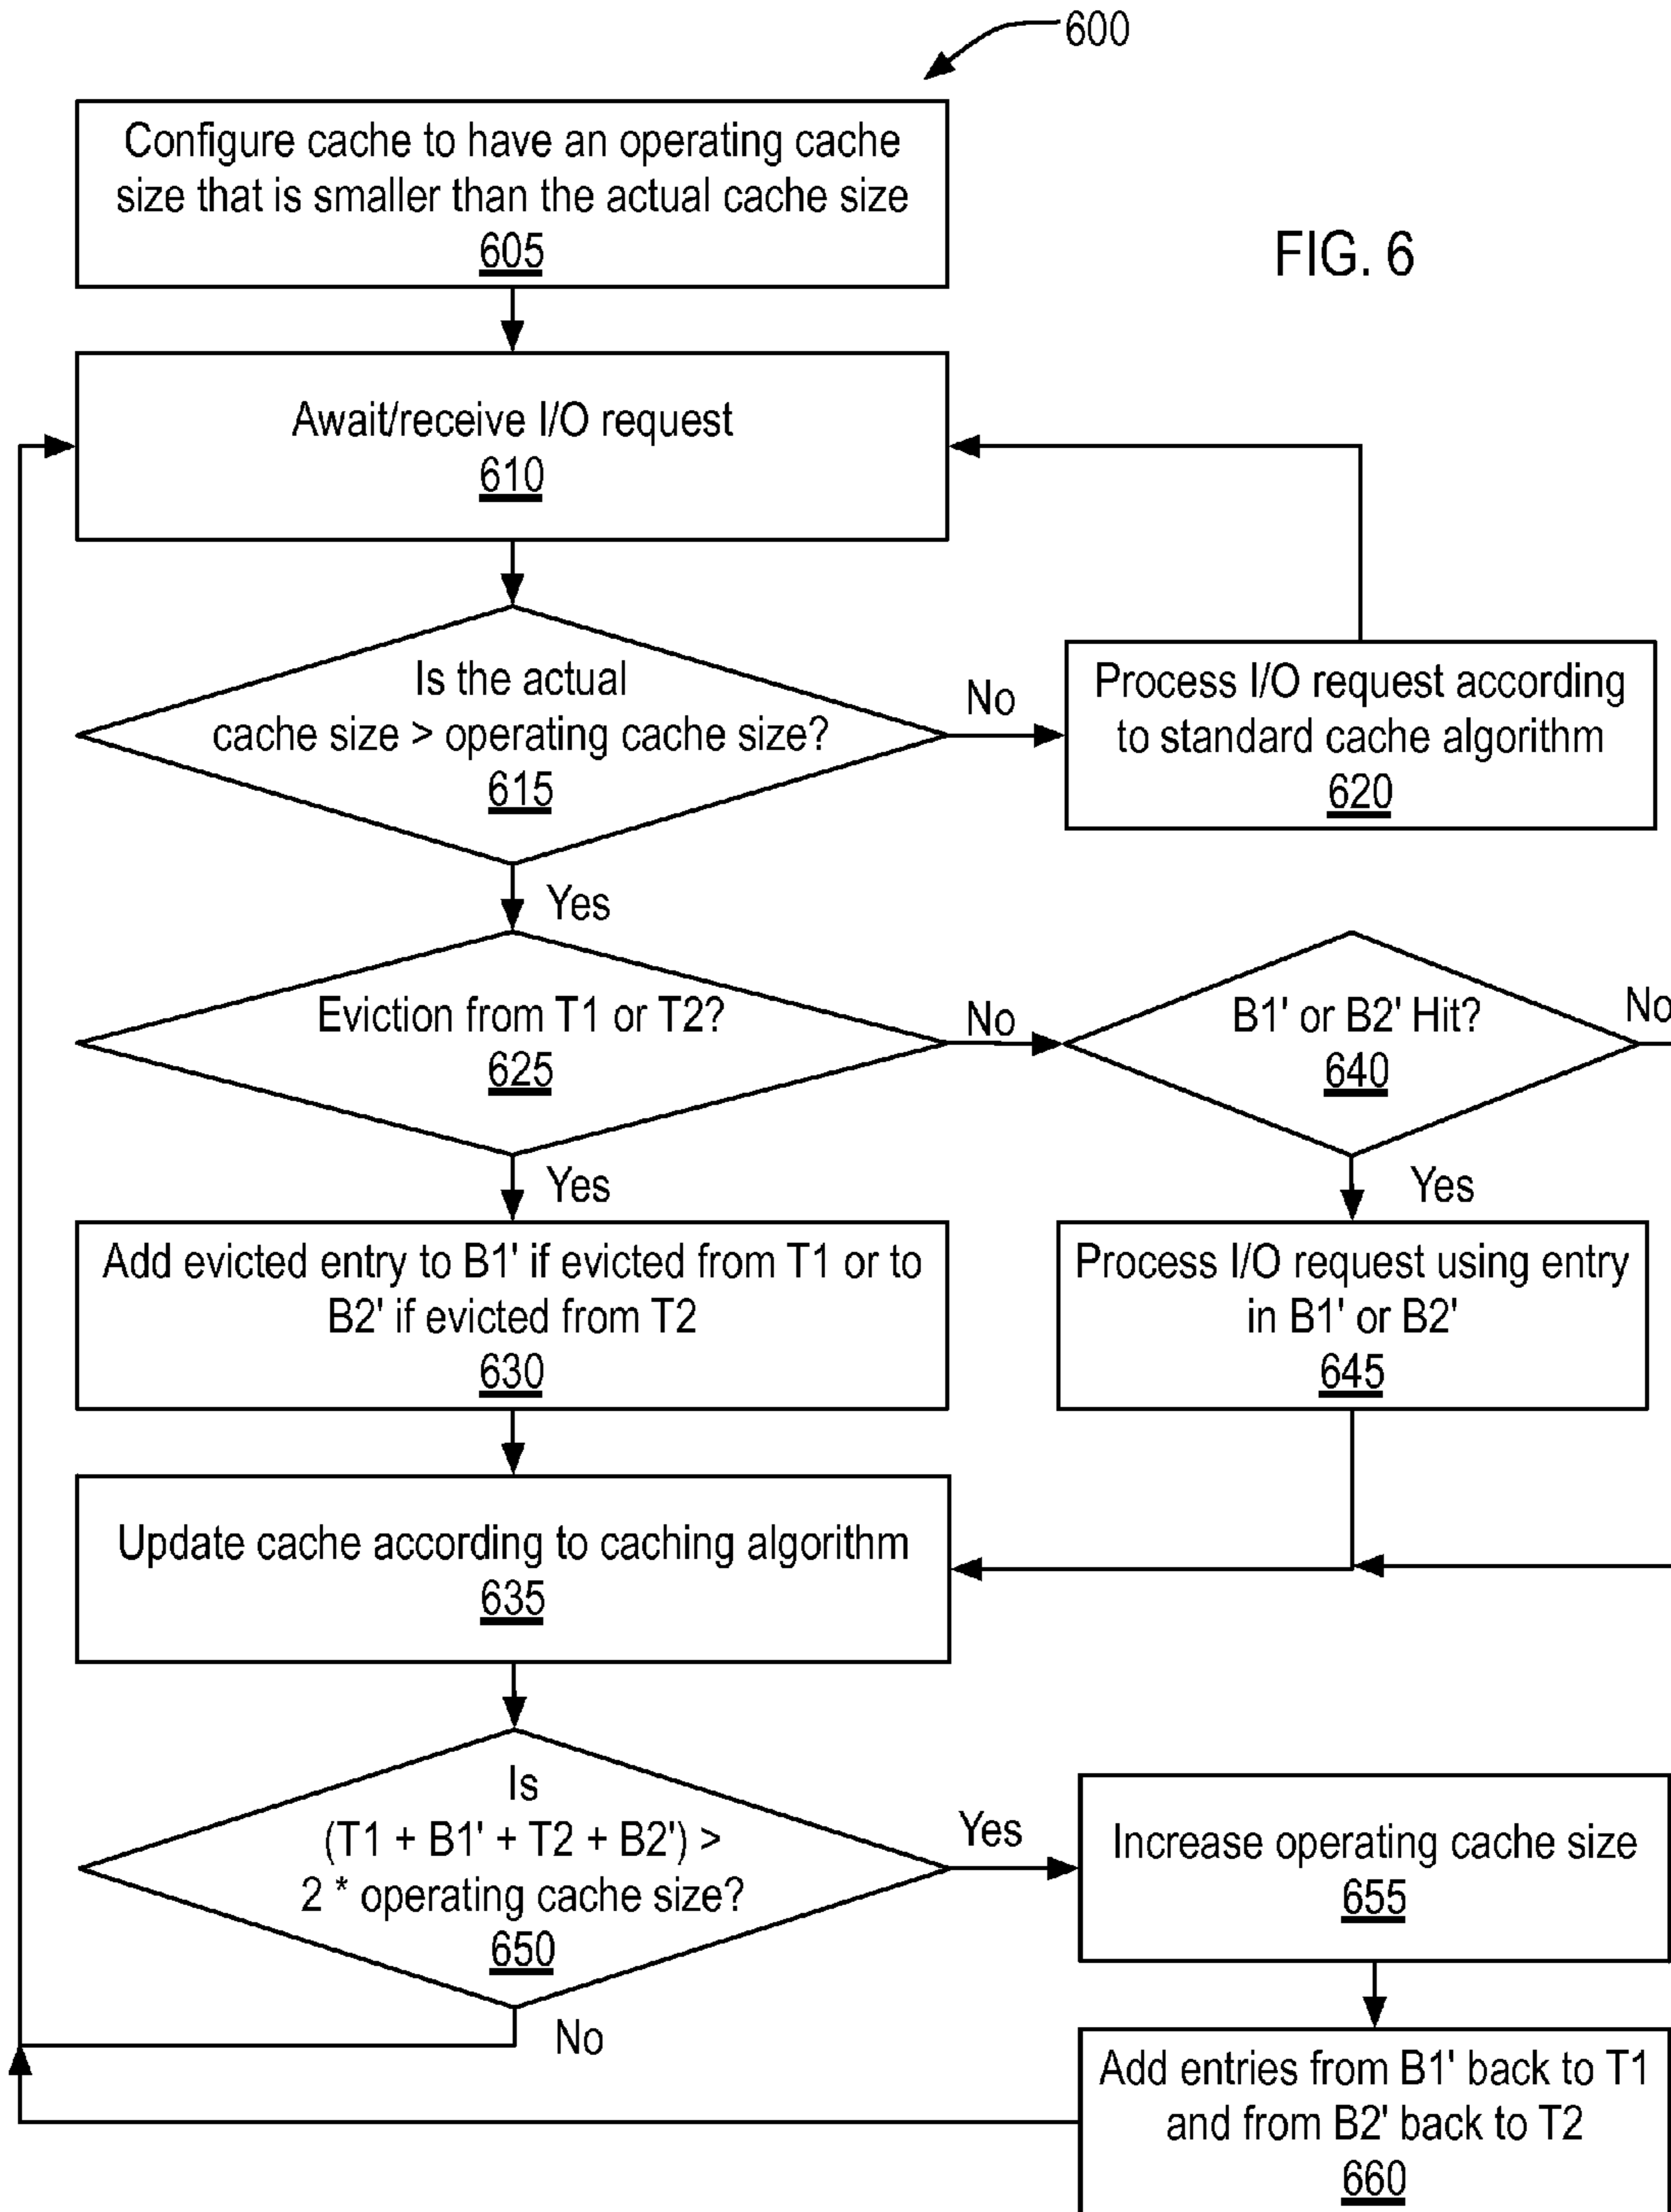 600
Configure cache to have an operating cache
size that is smaller than the actual cache size
605
FIG. 6
Await/receive I/O request
610
Is the actual
cache size > operating cache size?
615
No
Process I/O request according
to standard cache algorithm
620
Yes
Eviction from T1 or T2?
625
No
B1' or B2' Hit?
640
No
Yes
Add evicted entry to B1' if evicted from T1 or to
B2' if evicted from T2
630
Yes
Process I/O request using entry
in B1' or B2'
645
Update cache according to caching algorithm
635
Is
(T1 + B1' + T2 + B2') >
2 * operating cache size?
650
Yes
Increase operating cache size
655
No
Add entries from B1' back to T1
and from B2' back to T2
660